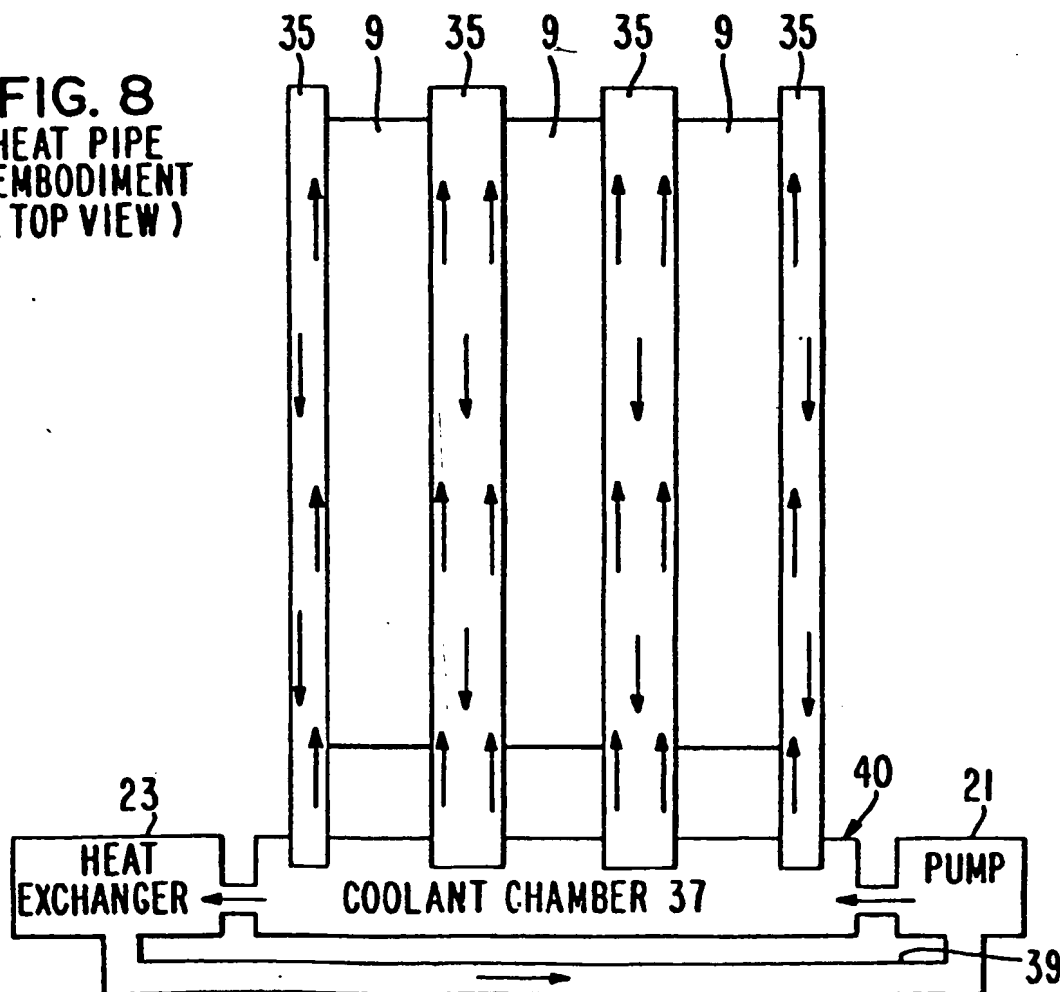 35 9 35 9 35 9 35
FIG. 8
HEAT PIPE
EMBODIMENT
TOP VIEW )
40
23
21
HEAT
EXCHANGER
COOLANT CHAMBER 37
PUMP
39